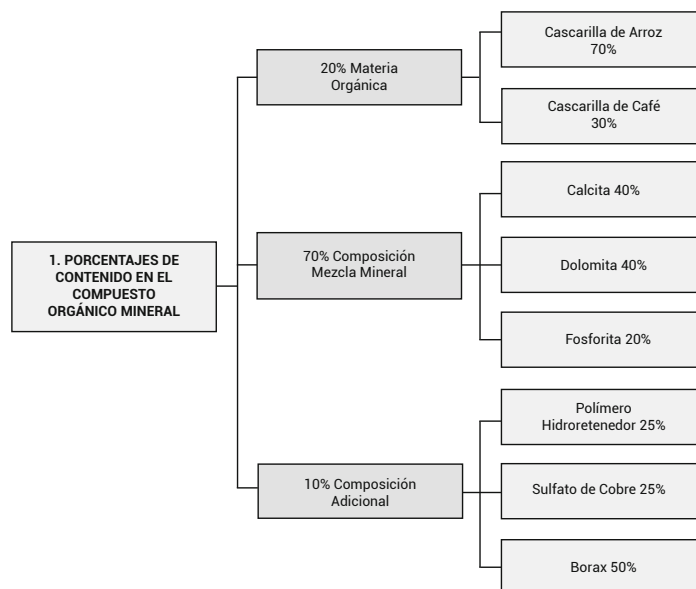 1. PORCENTAJES DE
CONTENIDO EN EL
COMPUESTO
ORGÁNICO MINERAL
20% Materia
Orgánica
Cascarilla de Arroz
70%
Cascarilla de Café
30%
70% Composición
Mezcla Mineral
Calcita 40%
Dolomita 40%
Fosforita 20%
10% Composición
Adicional
Polímero
Hidroretenedor 25%
Sulfato de Cobre 25%
Borax 50%